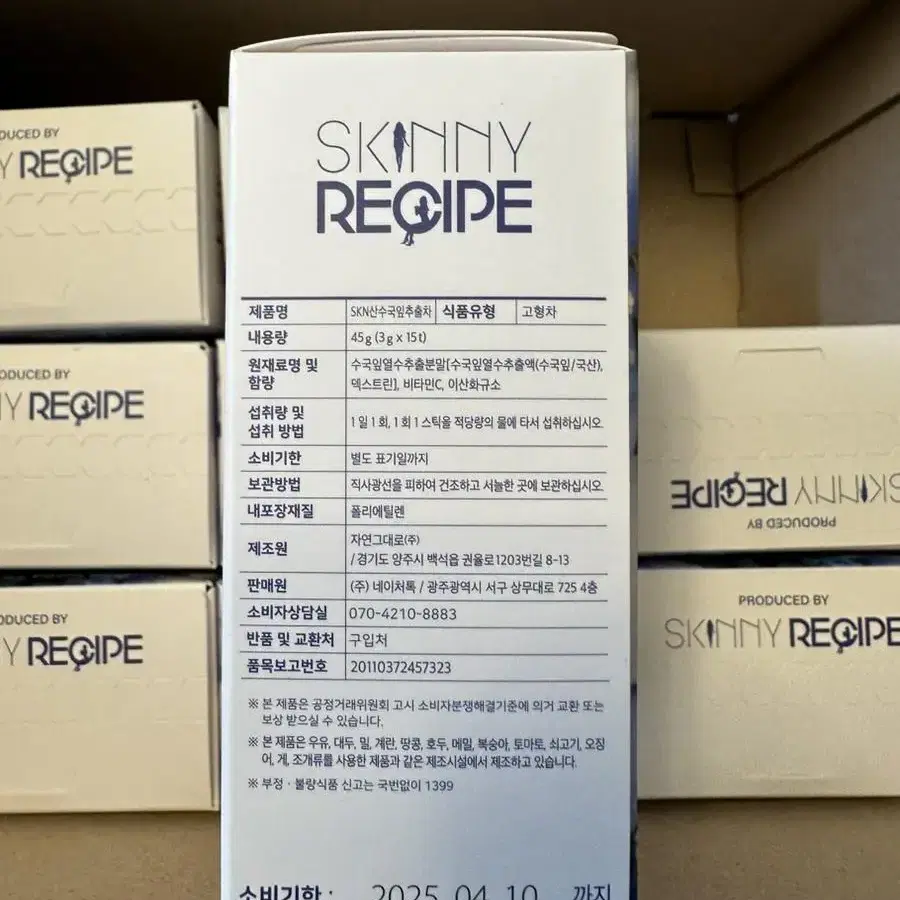 SKINNY
RECIPE
제품명 SKN산수국잎추출차 식품유형 고형차
내용량 45g (3g x 15t)
원재료명 및 함량 수국잎열수추출분말[수국잎열수추출액(수국잎/국산),
덱스트린], 비타민C, 이산화규소
섭취량 및 섭취 방법 1일 1회, 1회 1스틱을 적당량의 물에 타서 섭취하십시오.
소비기한 별도 표기일까지
보관방법 직사광선을 피하여 건조하고 서늘한 곳에 보관하십시오.
내포장재질 폴리에틸렌
제조원 자연그대로(주)
/ 경기도 양주시 백석읍 권율로1203번길 8-13
판매원 (주) 네이처톡 / 광주광역시 서구 상무대로 725 4층
소비자상담실 070-4210-8883
반품 및 교환처 구입처
품목보고번호 20110372457323
※ 본 제품은 공정거래위원회 고시 소비자분쟁해결기준에 의거 교환 또는
보상 받으실 수 있습니다.
※ 본 제품은 우유, 대두, 밀, 계란, 땅콩, 호두, 메밀, 복숭아, 토마토, 쇠고기, 오징
어, 게, 조개류를 사용한 제품과 같은 제조시설에서 제조하고 있습니다.
※ 부정 · 불량식품 신고는 국번없이 1399
소비기한 : 2025.04.10 까지
DUCED BY
Y RECIPE
ODUCED BY
NY RECIPE
Y RECIPE
PRODUCED BY
SKINNY RECIPE
PRODUCED BY
SKINNY RECIPE